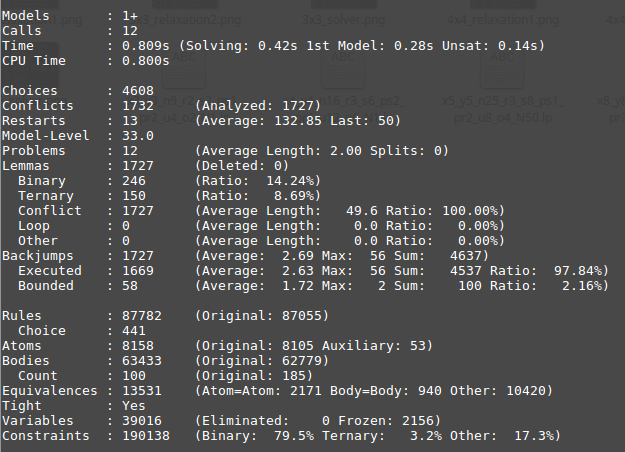 Models : 1+
Calls : 12
Time : 0.809s (Solving: 0.42s 1st Model: 0.28s Unsat: 0.14s)
CPU Time : 0.800s
Choices : 4608
Conflicts : 1732 (Analyzed: 1727)
Restarts : 13 (Average: 132.85 Last: 50)
Model-Level : 33.0
Problems : 12 (Average Length: 2.00 Splits: 0)
Lemmas : 1727 (Deleted: 0)
Binary : 246 (Ratio: 14.24%)
Ternary : 150 (Ratio: 8.69%)
Conflict : 1727 (Average Length: 49.6 Ratio: 100.00%)
Loop : 0 (Average Length: 0.0 Ratio: 0.00%)
Other : 0 (Average Length: 0.0 Ratio: 0.00%)
Backjumps : 1727 (Average: 2.69 Max: 56 Sum: 4637)
Executed : 1669 (Average: 2.63 Max: 56 Sum: 4537 Ratio: 97.84%)
Bounded : 58 (Average: 1.72 Max: 2 Sum: 100 Ratio: 2.16%)
Rules : 87782 (Original: 87055)
Choice : 441
Atoms : 8158 (Original: 8105 Auxiliary: 53)
Bodies : 63433 (Original: 62779)
Count : 100 (Original: 185)
Equivalences : 13531 (Atom=Atom: 2171 Body=Body: 940 Other: 10420)
Tight : Yes
Variables : 39016 (Eliminated: 0 Frozen: 2156)
Constraints : 190138 (Binary: 79.5% Ternary: 3.2% Other: 17.3%)
3x3_solver.png
4x4_relaxation1.png